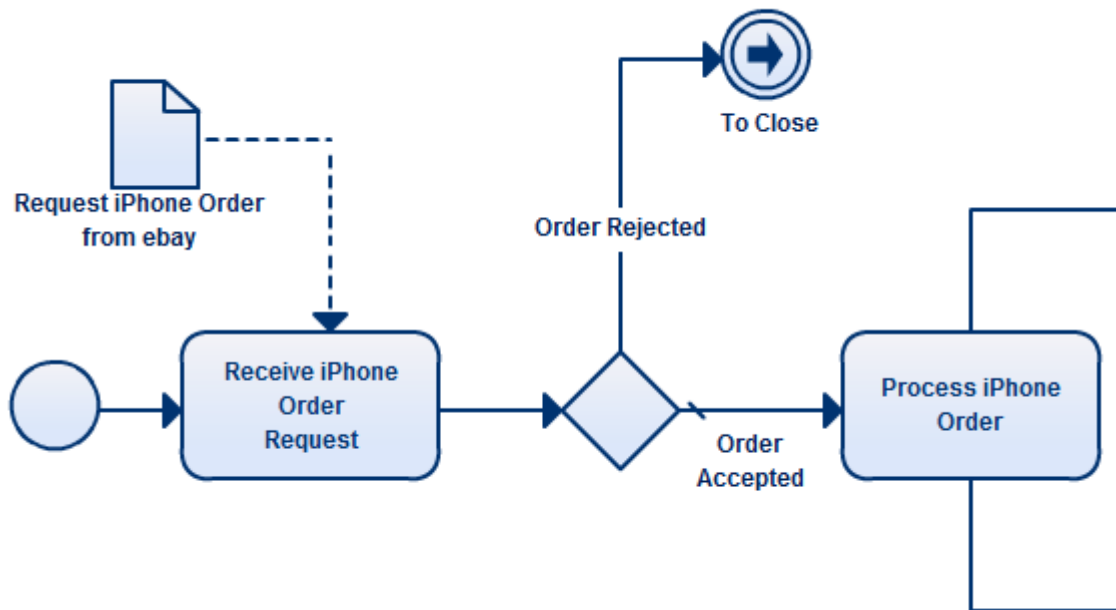 To Close
Request iPhone Order
from ebay
Order Rejected
Receive iPhone
Order
Request
Order
Accepted
Process iPhone
Order